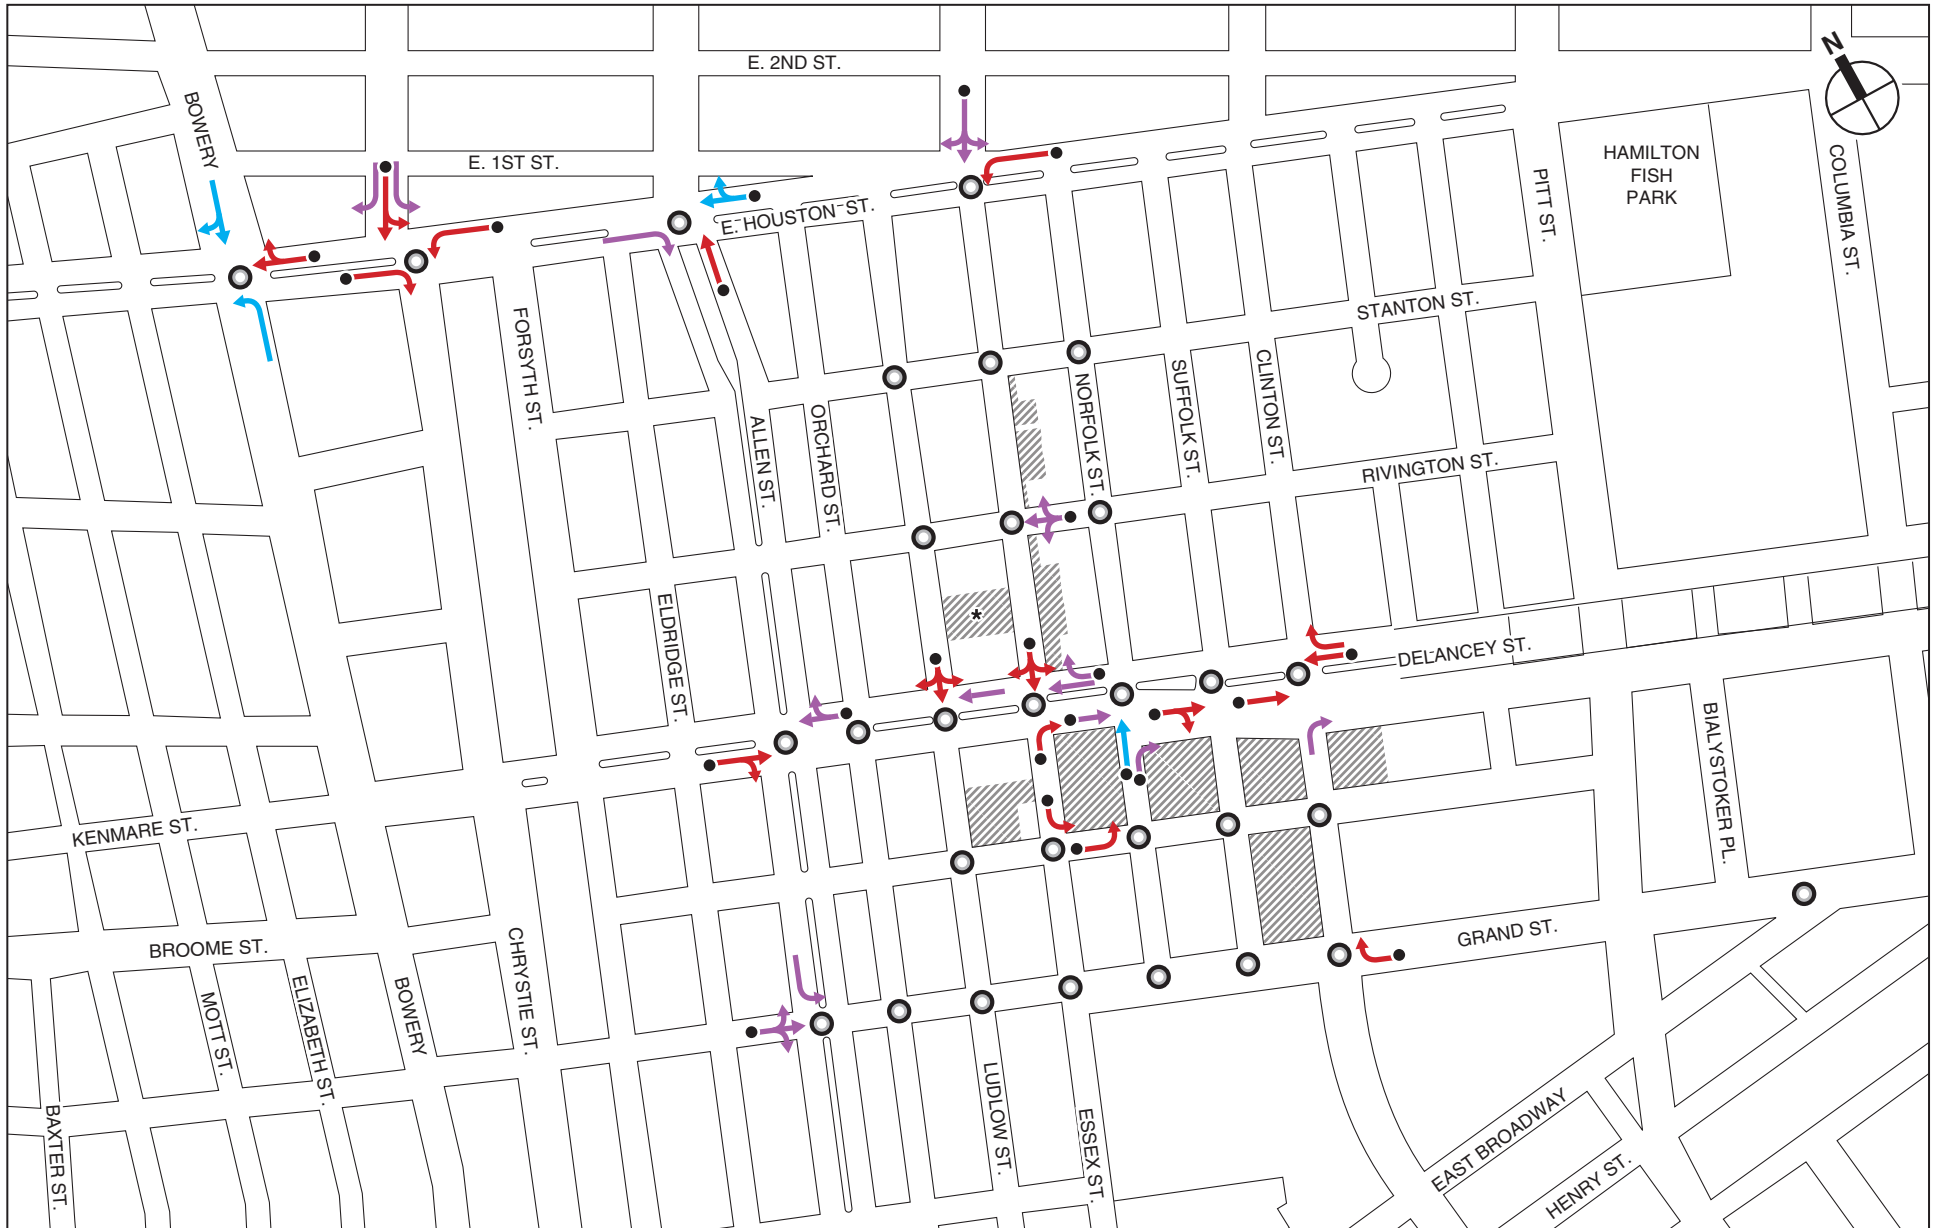 E. 2ND ST.
N
BOWERY
E. 1ST ST.
HAMILTON
FISH
PARK
COLUMBIA ST.
PITT ST.
E. HOUSTON ST.
STANTON ST.
FORSYTH ST.
NORFOLK ST.
SUFFOLK ST.
CLINTON ST.
ALLEN ST.
ORCHARD ST.
RIVINGTON ST.
ELDRIDGE ST.
*
DELANCEY ST.
BIALYSTOKER PL.
KENMARE ST.
BROOME ST.
GRAND ST.
CHRYSTIE ST.
MOTT ST.
ELIZABETH ST.
BOWERY
LUDLOW ST.
ESSEX ST.
BAXTER ST.
EAST BROADWAY
HENRY ST.